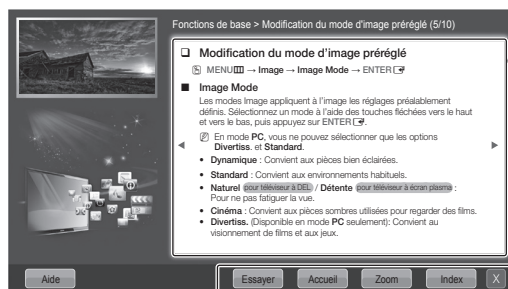 Fonctions de base > Modification du mode d'image préréglé (5/10)
❑ Modification du mode d'image préréglé
MENU → Image → Image Mode → ENTER
■ Image Mode
Les modes Image appliquent à l'image les réglages préalablement
définis. Sélectionnez un mode à l'aide des touches fléchées vers le haut
et vers le bas, puis appuyez sur ENTER.
En mode PC, vous ne pouvez sélectionner que les options
Divertiss. et Standard.
• Dynamique : Convient aux pièces bien éclairées.
• Standard : Convient aux environnements habituels.
• Naturel pour téléviseur à DEL / Détente pour téléviseur à écran plasma :
Pour ne pas fatiguer la vue.
• Cinéma : Convient aux pièces sombres utilisées pour regarder des films.
• Divertiss. (Disponible en mode PC seulement): Convient au
visionnement de films et aux jeux.
Aide Essayer Accueil Zoom Index X